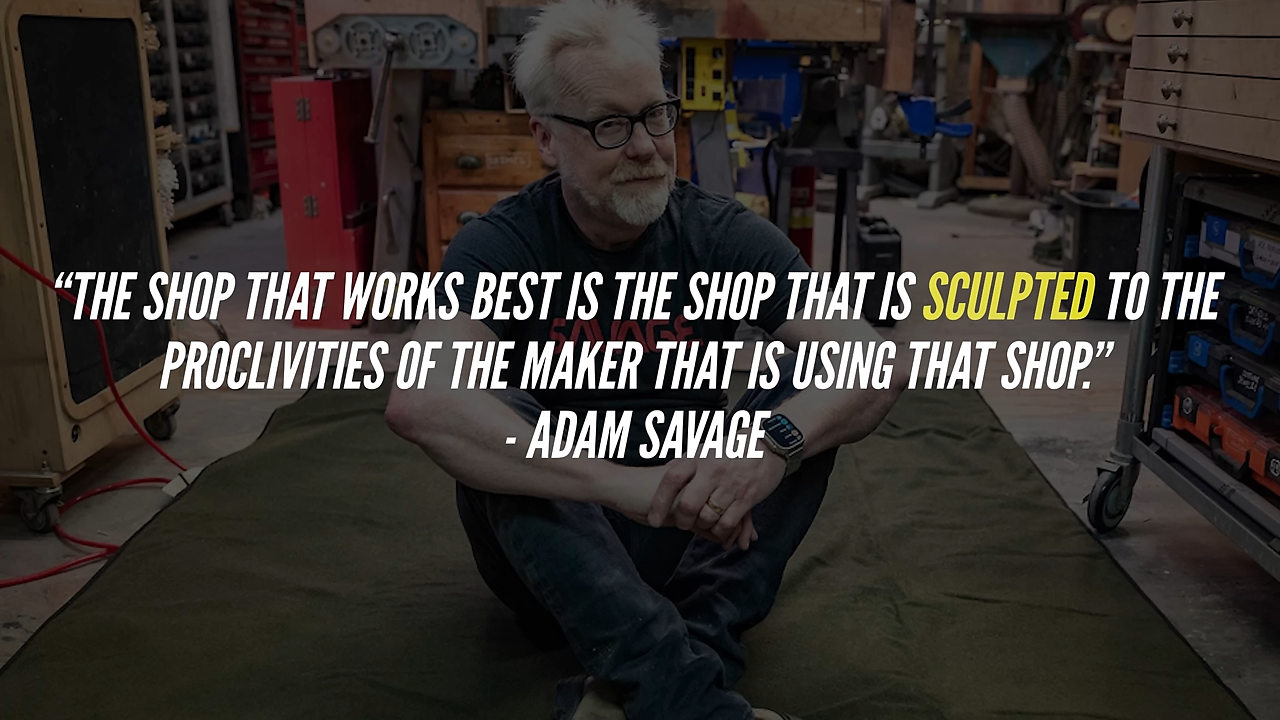 “THE SHOP THAT WORKS BEST IS THE SHOP THAT IS SCULPTED TO THE
PROCLIVITIES OF THE MAKER THAT IS USING THAT SHOP.”
- ADAM SAVAGE
SAVAGE